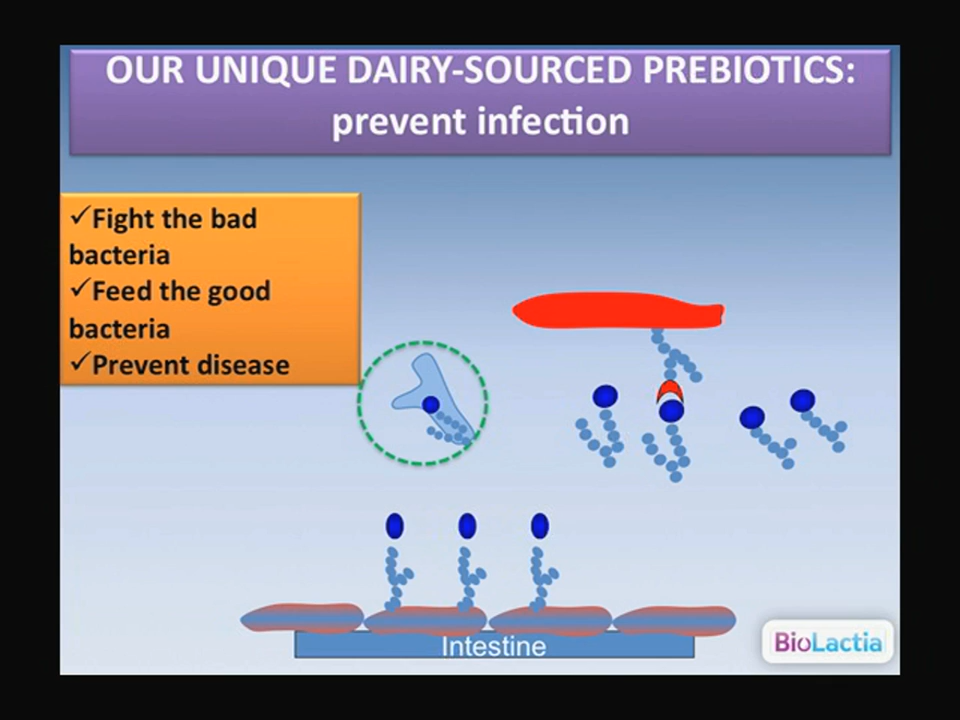 OUR UNIQUE DAIRY-SOURCED PREBIOTICS:
prevent infection
✓Fight the bad
bacteria
✓Feed the good
bacteria
✓Prevent disease
Intestine
BioLactia